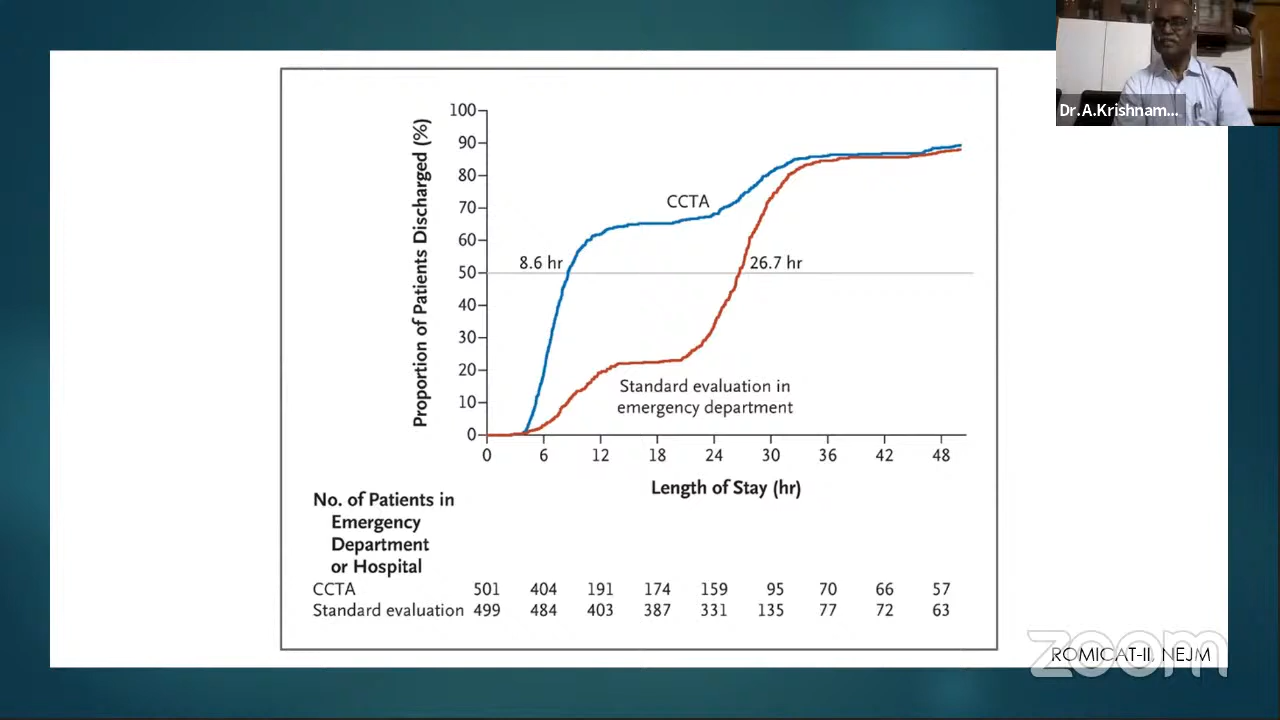 Dr.A.Krishnam...
Proportion of Patients Discharged (%)
100
90
80
70
60
50
40
30
20
10
0
CCTA
8.6 hr
26.7 hr
Standard evaluation in
emergency department
0 6 12 18 24 30 36 42 48
Length of Stay (hr)
No. of Patients in
Emergency
Department
or Hospital
CCTA 501 404 191 174 159 95 70 66 57
Standard evaluation 499 484 403 387 331 135 77 72 63
ROMICAT-II, NEJM
zoom